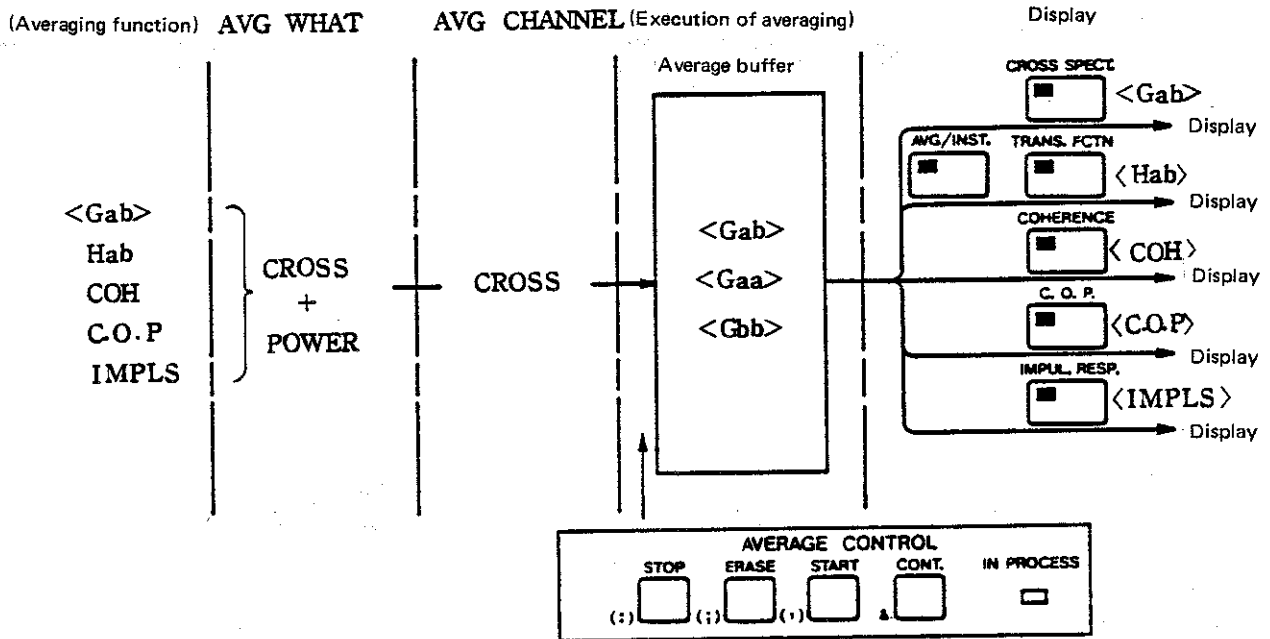 (Averaging function) AVG WHAT AVG CHANNEL (Execution of averaging) Display
Average buffer
CROSS SPECT.
<Gab>
Display
AVG/INST. TRANS. FCTN
<Hab>
Display
COHERENCE
<COH>
Display
C. O. P.
<C.O.P>
Display
IMPUL. RESP.
<IMPLS>
Display
<Gab>
Hab
COH
C.O.P
IMPLS
CROSS
+
POWER
CROSS
<Gab>
<Gaa>
<Gbb>
AVERAGE CONTROL
STOP ERASE START CONT. IN PROCESS
(:) (;) (,) &